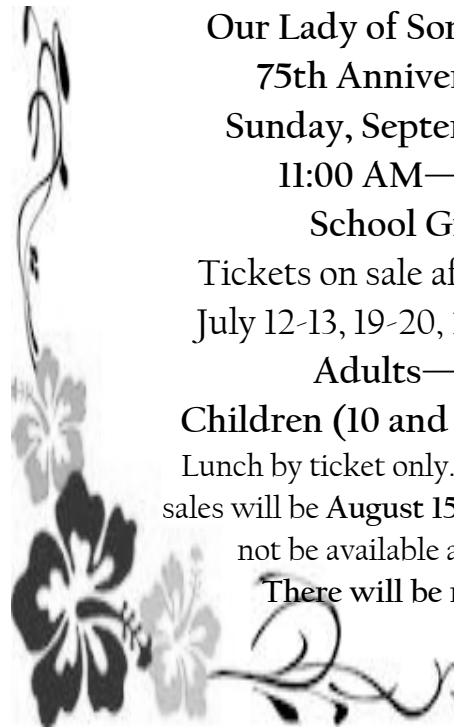 Our Lady of Sor
75th Anniver
Sunday, Septe
11:00 AM—
School G
Tickets on sale af
July 12-13, 19-20,
Adults—
Children (10 and
Lunch by ticket only.
sales will be August 15
not be available a
There will be